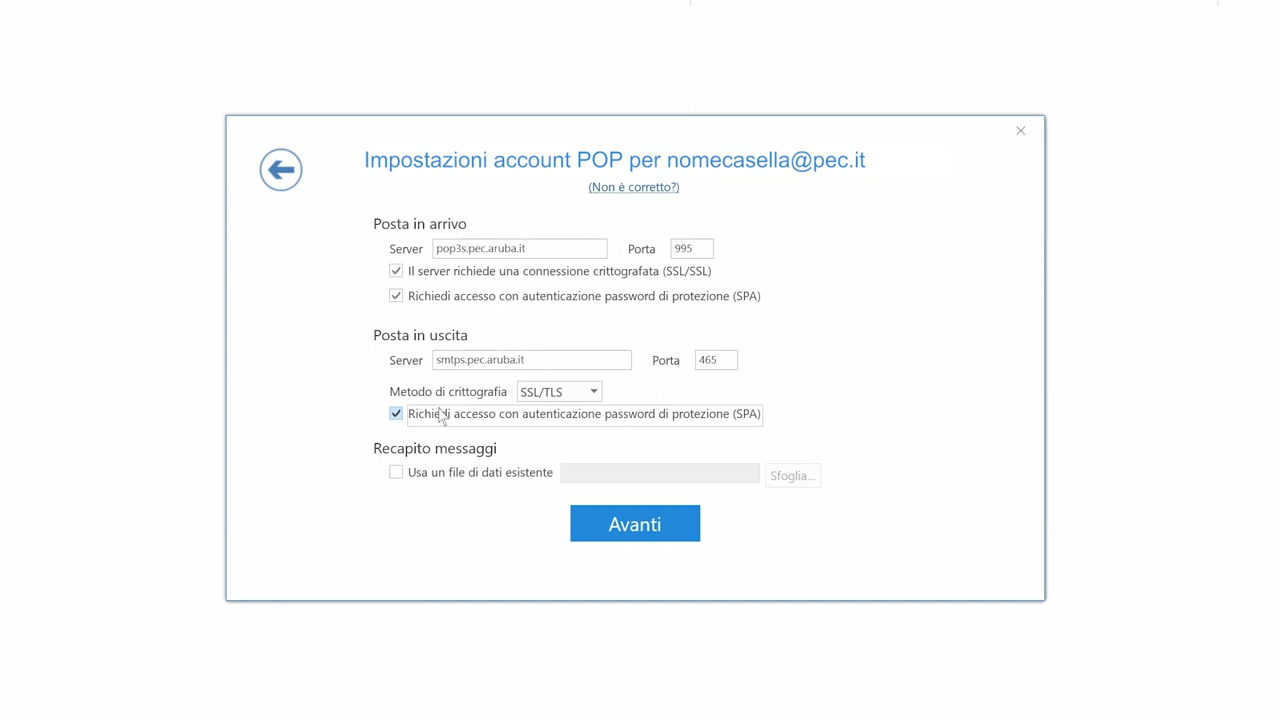 Impostazioni account POP per nomecasella@pec.it
(Non è corretto?)
Posta in arrivo
Server pop3s.pec.aruba.it Porta 995
Il server richiede una connessione crittografata (SSL/SSL)
Richiedi accesso con autenticazione password di protezione (SPA)
Posta in uscita
Server smtps.pec.aruba.it Porta 465
Metodo di crittografia SSL/TLS
Richiedi accesso con autenticazione password di protezione (SPA)
Recapito messaggi
Usa un file di dati esistente Sfoglia...
Avanti